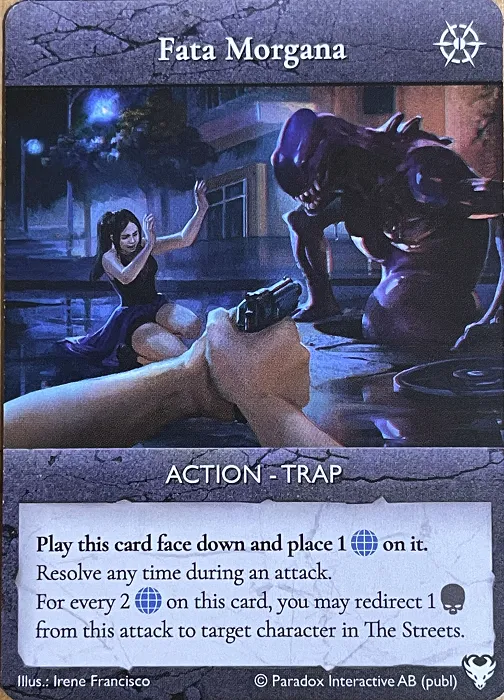 Fata Morgana
ACTION - TRAP
Play this card face down and place 1 on it.
Resolve any time during an attack.
For every 2 on this card, you may redirect 1
from this attack to target character in The Streets.
Illus.: Irene Francisco © Paradox Interactive AB (publ)